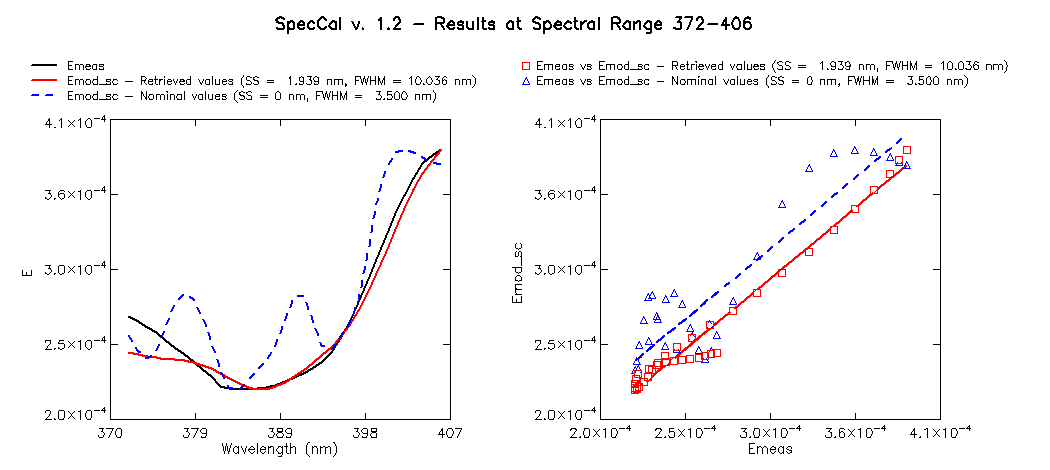 SpecCal v. 1.2 − Results at Spectral Range 372−406
Emeas
Emod_sc − Retrieved values (SS = 1.939 nm, FWHM = 10.036 nm)
Emod_sc − Nominal values (SS = 0 nm, FWHM = 3.500 nm)
4.1×10⁻⁴
3.6×10⁻⁴
3.0×10⁻⁴
2.5×10⁻⁴
2.0×10⁻⁴
E
370 379 389 398 407
Wavelength (nm)
Emeas vs Emod_sc − Retrieved values (SS = 1.939 nm, FWHM = 10.036 nm)
Emeas vs Emod_sc − Nominal values (SS = 0 nm, FWHM = 3.500 nm)
4.1×10⁻⁴
3.6×10⁻⁴
3.0×10⁻⁴
2.5×10⁻⁴
2.0×10⁻⁴
Emod_sc
2.0×10⁻⁴ 2.5×10⁻⁴ 3.0×10⁻⁴ 3.6×10⁻⁴ 4.1×10⁻⁴
Emeas